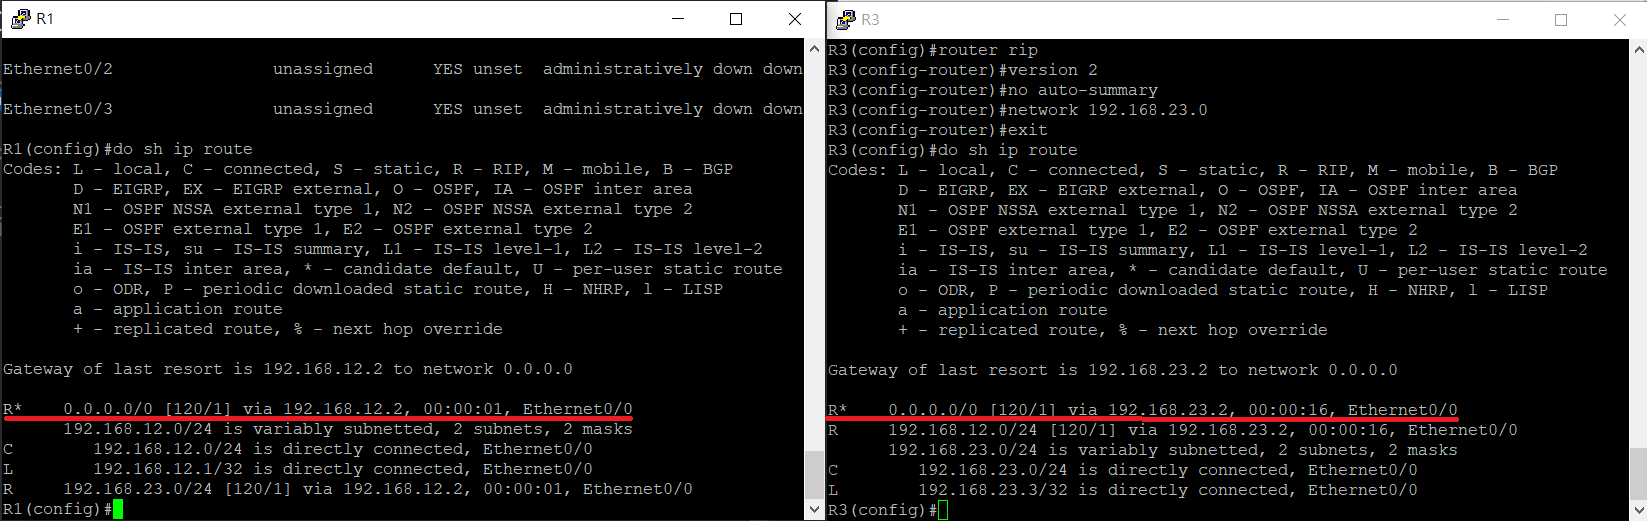 R1
Ethernet0/2                unassigned      YES unset  administratively down down
Ethernet0/3                unassigned      YES unset  administratively down down
R1(config)#do sh ip route
Codes: L - local, C - connected, S - static, R - RIP, M - mobile, B - BGP
       D - EIGRP, EX - EIGRP external, O - OSPF, IA - OSPF inter area
       N1 - OSPF NSSA external type 1, N2 - OSPF NSSA external type 2
       E1 - OSPF external type 1, E2 - OSPF external type 2
       i - IS-IS, su - IS-IS summary, L1 - IS-IS level-1, L2 - IS-IS level-2
       ia - IS-IS inter area, * - candidate default, U - per-user static route
       o - ODR, P - periodic downloaded static route, H - NHRP, l - LISP
       a - application route
       + - replicated route, % - next hop override
Gateway of last resort is 192.168.12.2 to network 0.0.0.0
R*    0.0.0.0/0 [120/1] via 192.168.12.2, 00:00:01, Ethernet0/0
      192.168.12.0/24 is variably subnetted, 2 subnets, 2 masks
C        192.168.12.0/24 is directly connected, Ethernet0/0
L        192.168.12.1/32 is directly connected, Ethernet0/0
R     192.168.23.0/24 [120/1] via 192.168.12.2, 00:00:01, Ethernet0/0
R1(config)#
R3
R3(config)#router rip
R3(config-router)#version 2
R3(config-router)#no auto-summary
R3(config-router)#network 192.168.23.0
R3(config-router)#exit
R3(config)#do sh ip route
Codes: L - local, C - connected, S - static, R - RIP, M - mobile, B - BGP
       D - EIGRP, EX - EIGRP external, O - OSPF, IA - OSPF inter area
       N1 - OSPF NSSA external type 1, N2 - OSPF NSSA external type 2
       E1 - OSPF external type 1, E2 - OSPF external type 2
       i - IS-IS, su - IS-IS summary, L1 - IS-IS level-1, L2 - IS-IS level-2
       ia - IS-IS inter area, * - candidate default, U - per-user static route
       o - ODR, P - periodic downloaded static route, H - NHRP, l - LISP
       a - application route
       + - replicated route, % - next hop override
Gateway of last resort is 192.168.23.2 to network 0.0.0.0
R*    0.0.0.0/0 [120/1] via 192.168.23.2, 00:00:16, Ethernet0/0
R     192.168.12.0/24 [120/1] via 192.168.23.2, 00:00:16, Ethernet0/0
      192.168.23.0/24 is variably subnetted, 2 subnets, 2 masks
C        192.168.23.0/24 is directly connected, Ethernet0/0
L        192.168.23.3/32 is directly connected, Ethernet0/0
R3(config)#